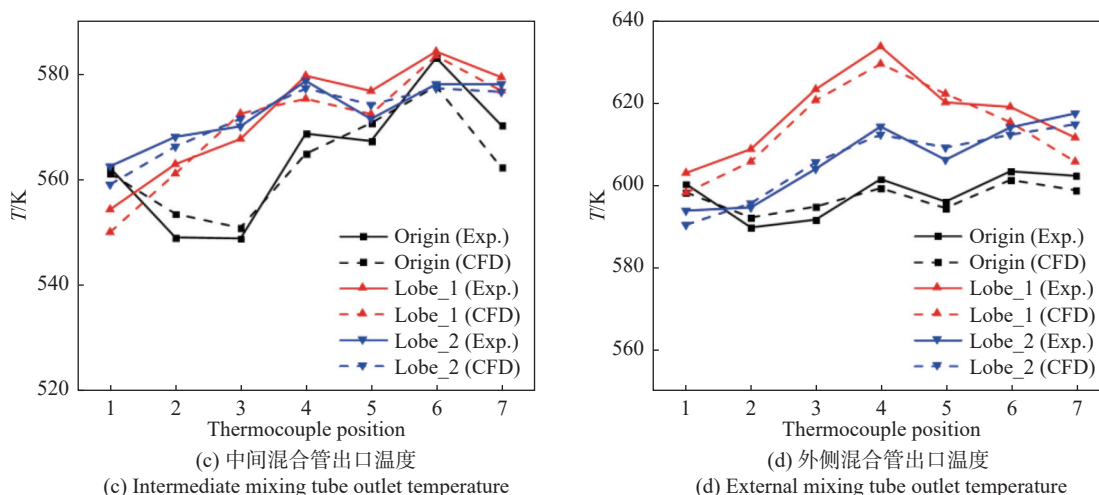 580
560
540
520
T/K
Origin (Exp.)
Origin (CFD)
Lobe_1 (Exp.)
Lobe_1 (CFD)
Lobe_2 (Exp.)
Lobe_2 (CFD)
1 2 3 4 5 6 7
Thermocouple position
(c) 中间混合管出口温度
(c) Intermediate mixing tube outlet temperature
640
620
600
580
560
T/K
Origin (Exp.)
Origin (CFD)
Lobe_1 (Exp.)
Lobe_1 (CFD)
Lobe_2 (Exp.)
Lobe_2 (CFD)
1 2 3 4 5 6 7
Thermocouple position
(d) 外侧混合管出口温度
(d) External mixing tube outlet temperature